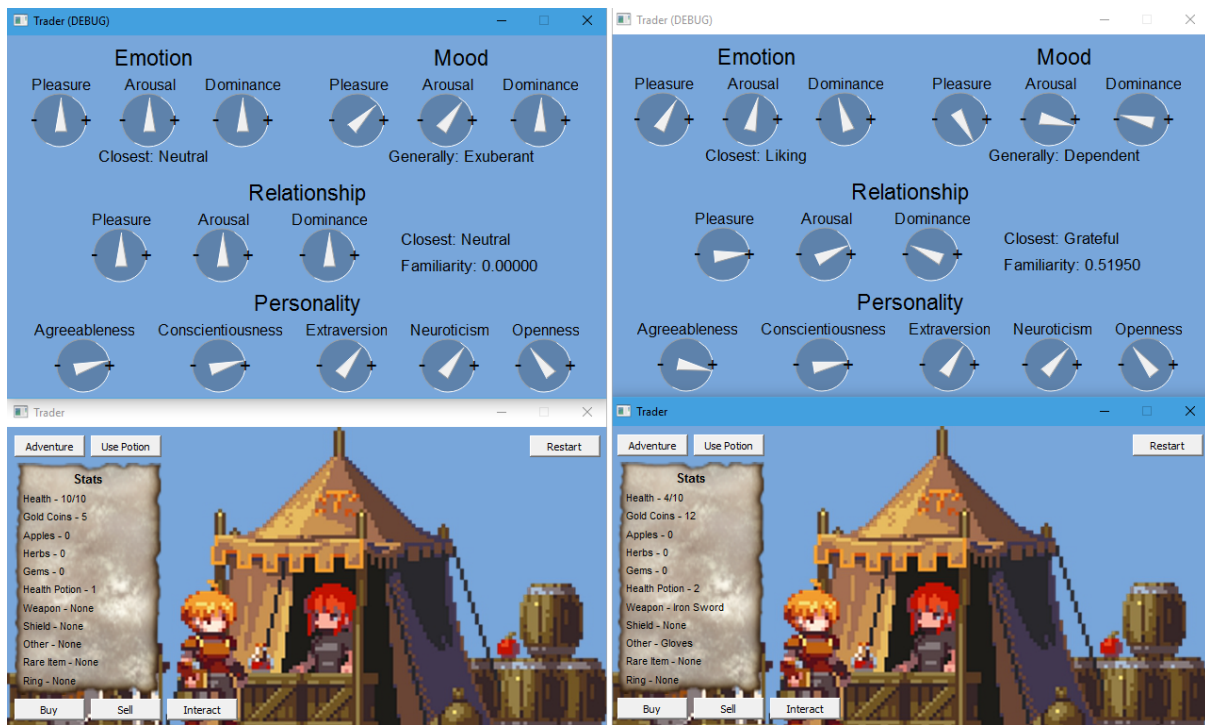 Trader (DEBUG)
Emotion
Mood
Pleasure Arousal Dominance
Pleasure Arousal Dominance
- + - + - +
- + - + - +
Closest: Neutral
Generally: Exuberant
Relationship
Pleasure Arousal Dominance
- + - + - +
Closest: Neutral
Familiarity: 0.00000
Personality
Agreeableness Conscientiousness Extraversion Neuroticism Openness
- + - + - + - + - +
Trader
Adventure Use Potion Restart
Stats
Health - 10/10
Gold Coins - 5
Apples - 0
Herbs - 0
Gems - 0
Health Potion - 1
Weapon - None
Shield - None
Other - None
Rare Item - None
Ring - None
Buy Sell Interact
Trader (DEBUG)
Emotion
Mood
Pleasure Arousal Dominance
Pleasure Arousal Dominance
- + - + - +
- + - + - +
Closest: Liking
Generally: Dependent
Relationship
Pleasure Arousal Dominance
- + - + - +
Closest: Grateful
Familiarity: 0.51950
Personality
Agreeableness Conscientiousness Extraversion Neuroticism Openness
- + - + - + - + - +
Trader
Adventure Use Potion Restart
Stats
Health - 4/10
Gold Coins - 12
Apples - 0
Herbs - 0
Gems - 0
Health Potion - 2
Weapon - Iron Sword
Shield - None
Other - Gloves
Rare Item - None
Ring - None
Buy Sell Interact